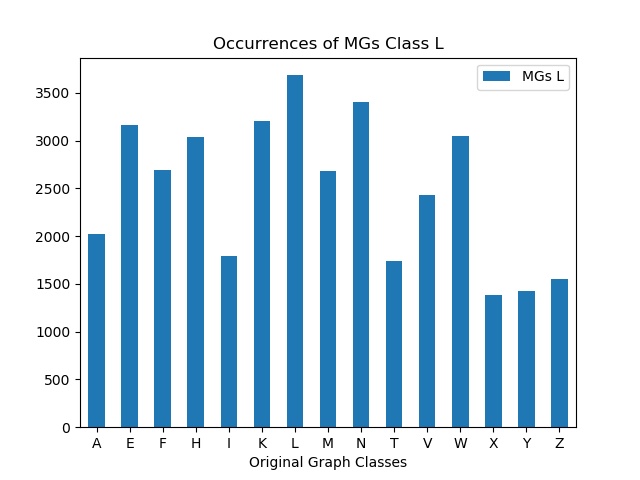 Occurrences of MGs Class L
MGs L
3500
3000
2500
2000
1500
1000
500
0
A E F H I K L M N T V W X Y Z
Original Graph Classes